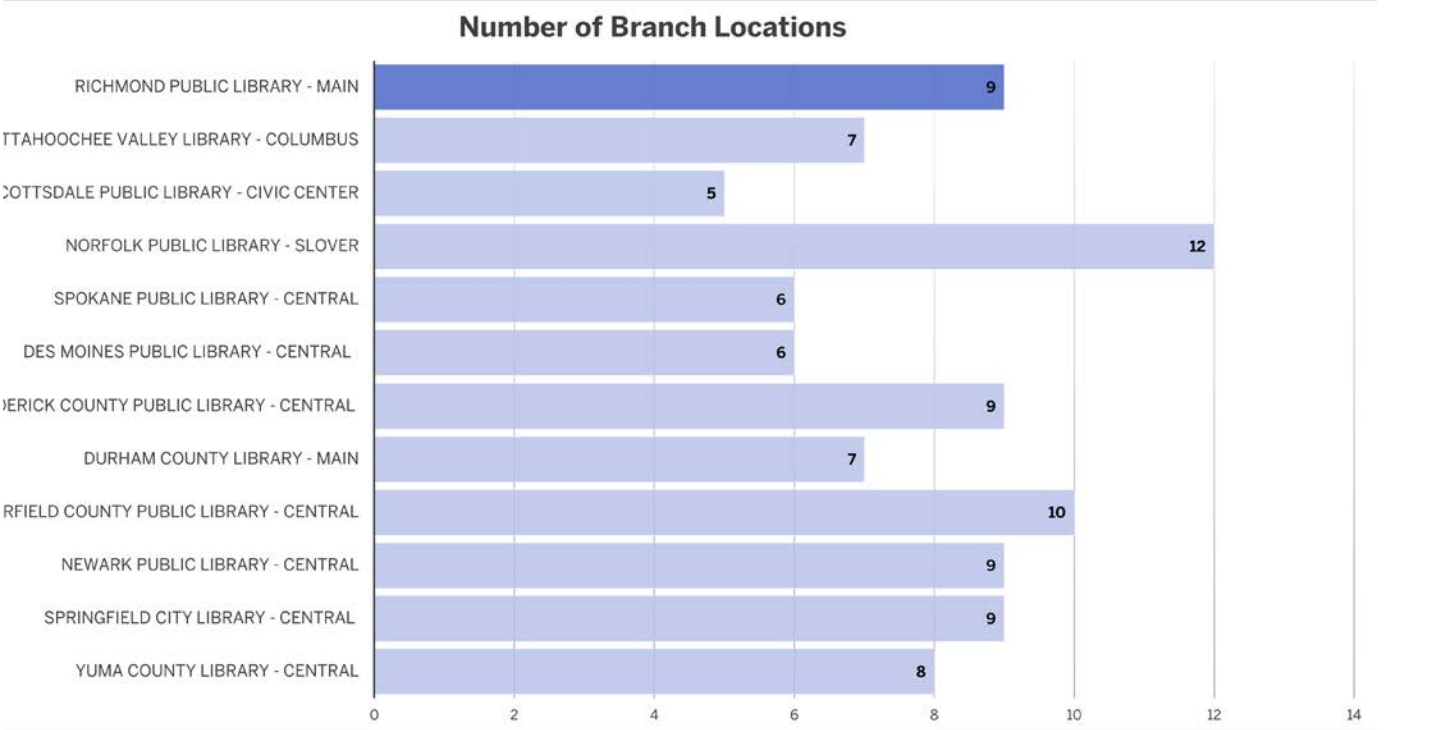 Number of Branch Locations
RICHMOND PUBLIC LIBRARY - MAIN 9
TTAHOOCHEE VALLEY LIBRARY - COLUMBUS 7
COTTSDALE PUBLIC LIBRARY - CIVIC CENTER 5
NORFOLK PUBLIC LIBRARY - SLOVER 12
SPOKANE PUBLIC LIBRARY - CENTRAL 6
DES MOINES PUBLIC LIBRARY - CENTRAL 6
DERICK COUNTY PUBLIC LIBRARY - CENTRAL 9
DURHAM COUNTY LIBRARY - MAIN 7
RFIELD COUNTY PUBLIC LIBRARY - CENTRAL 10
NEWARK PUBLIC LIBRARY - CENTRAL 9
SPRINGFIELD CITY LIBRARY - CENTRAL 9
YUMA COUNTY LIBRARY - CENTRAL 8
0 2 4 6 8 10 12 14